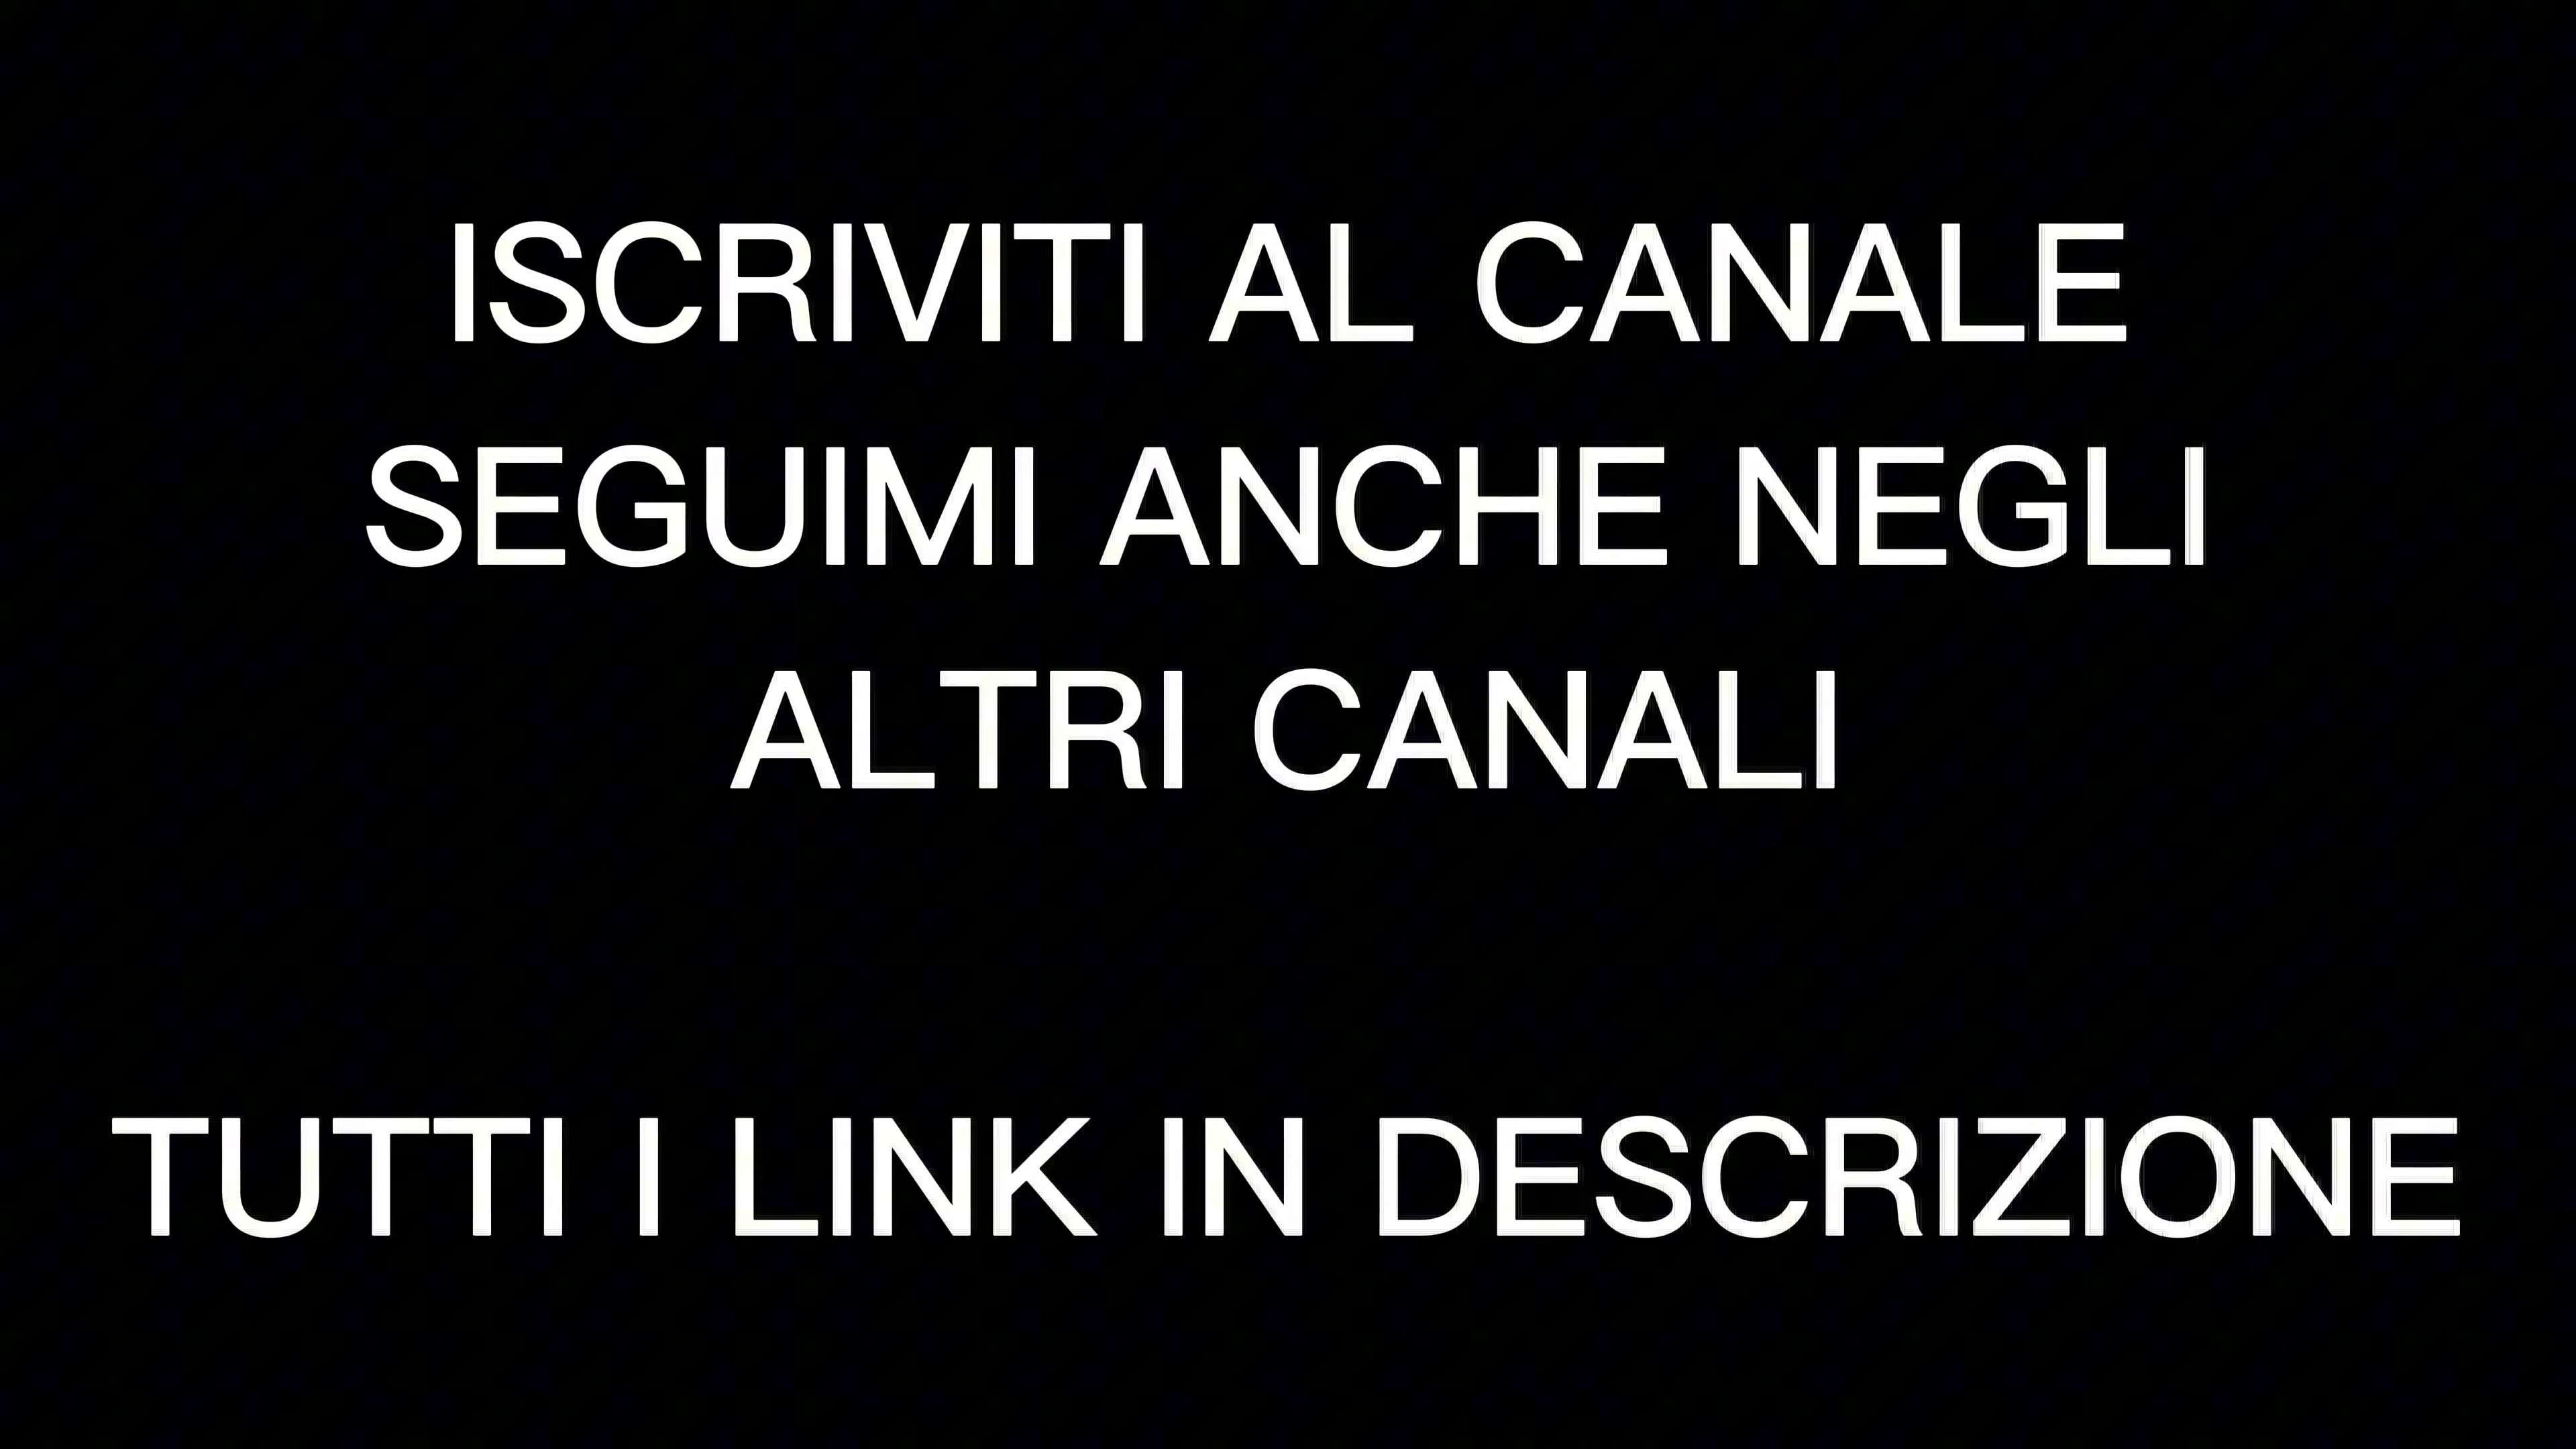 ISCRIVITI AL CANALE
SEGUIMI ANCHE NEGLI
ALTRI CANALI
TUTTI I LINK IN DESCRIZIONE